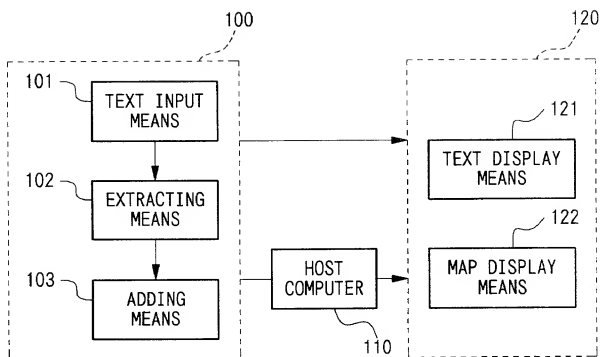 100
120
101
TEXT INPUT
MEANS
121
TEXT DISPLAY
MEANS
102
EXTRACTING
MEANS
122
103
ADDING
MEANS
HOST
COMPUTER
110
MAP DISPLAY
MEANS